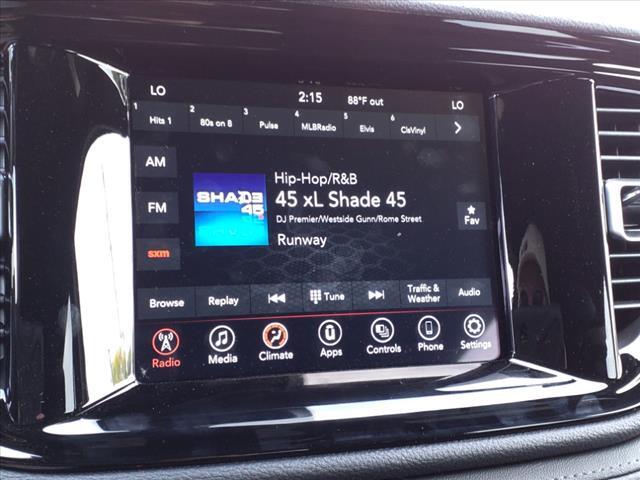 LO 2:15 88°F out LO
1 Hits 1 2 80s on 8 3 Pulse 4 MLBRadio 5 Elvis 6 ClsVinyl
AM
FM
sxm
SHADE
45
Hip-Hop/R&B
45 xL Shade 45
DJ Premier/Westside Gunn/Rome Street
Runway
Fav
Browse Replay Tune Traffic & Weather Audio
Radio Media Climate Apps Controls Phone Settings